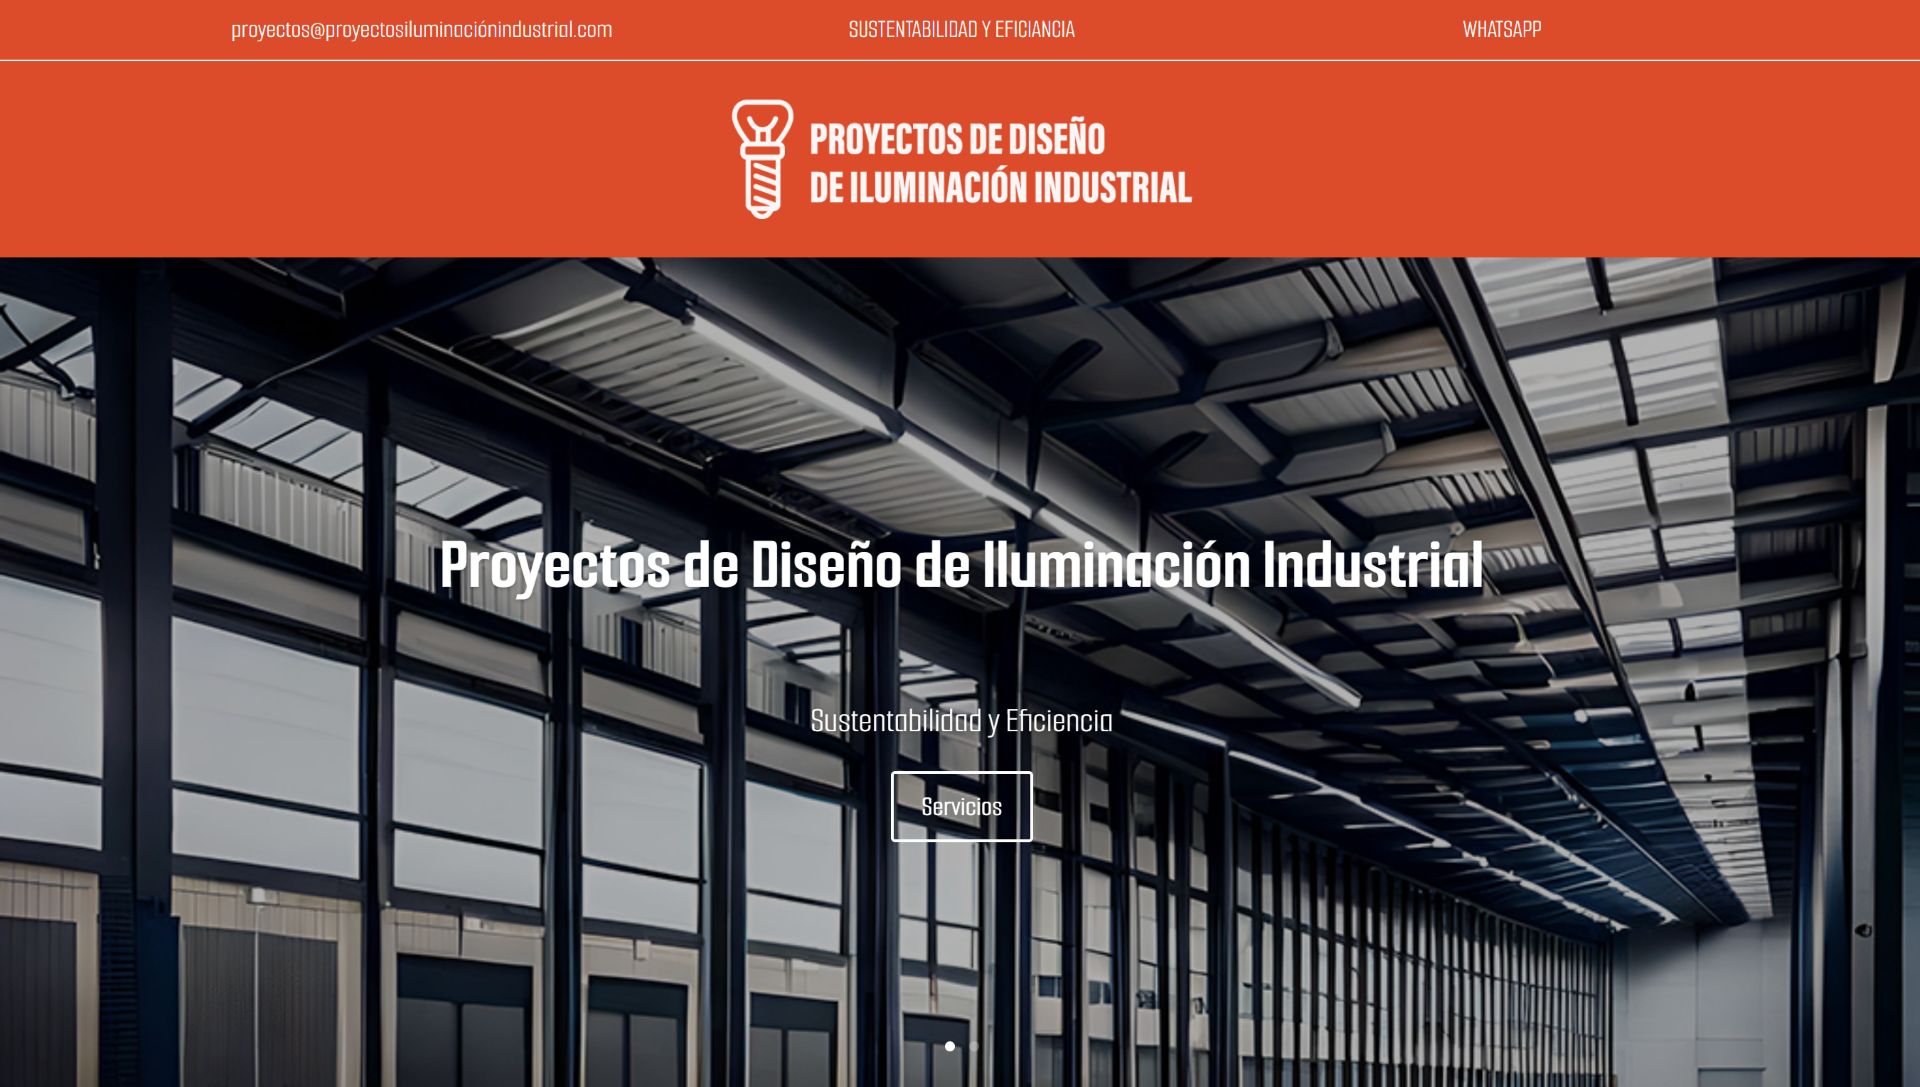 proyectos@proyectosiluminaciónindustrial.com
SUSTENTABILIDAD Y EFICIANCIA
WHATSAPP
PROYECTOS DE DISEÑO
DE ILUMINACIÓN INDUSTRIAL
Proyectos de Diseño de Iluminación Industrial
Sustentabilidad y Eficiencia
Servicios